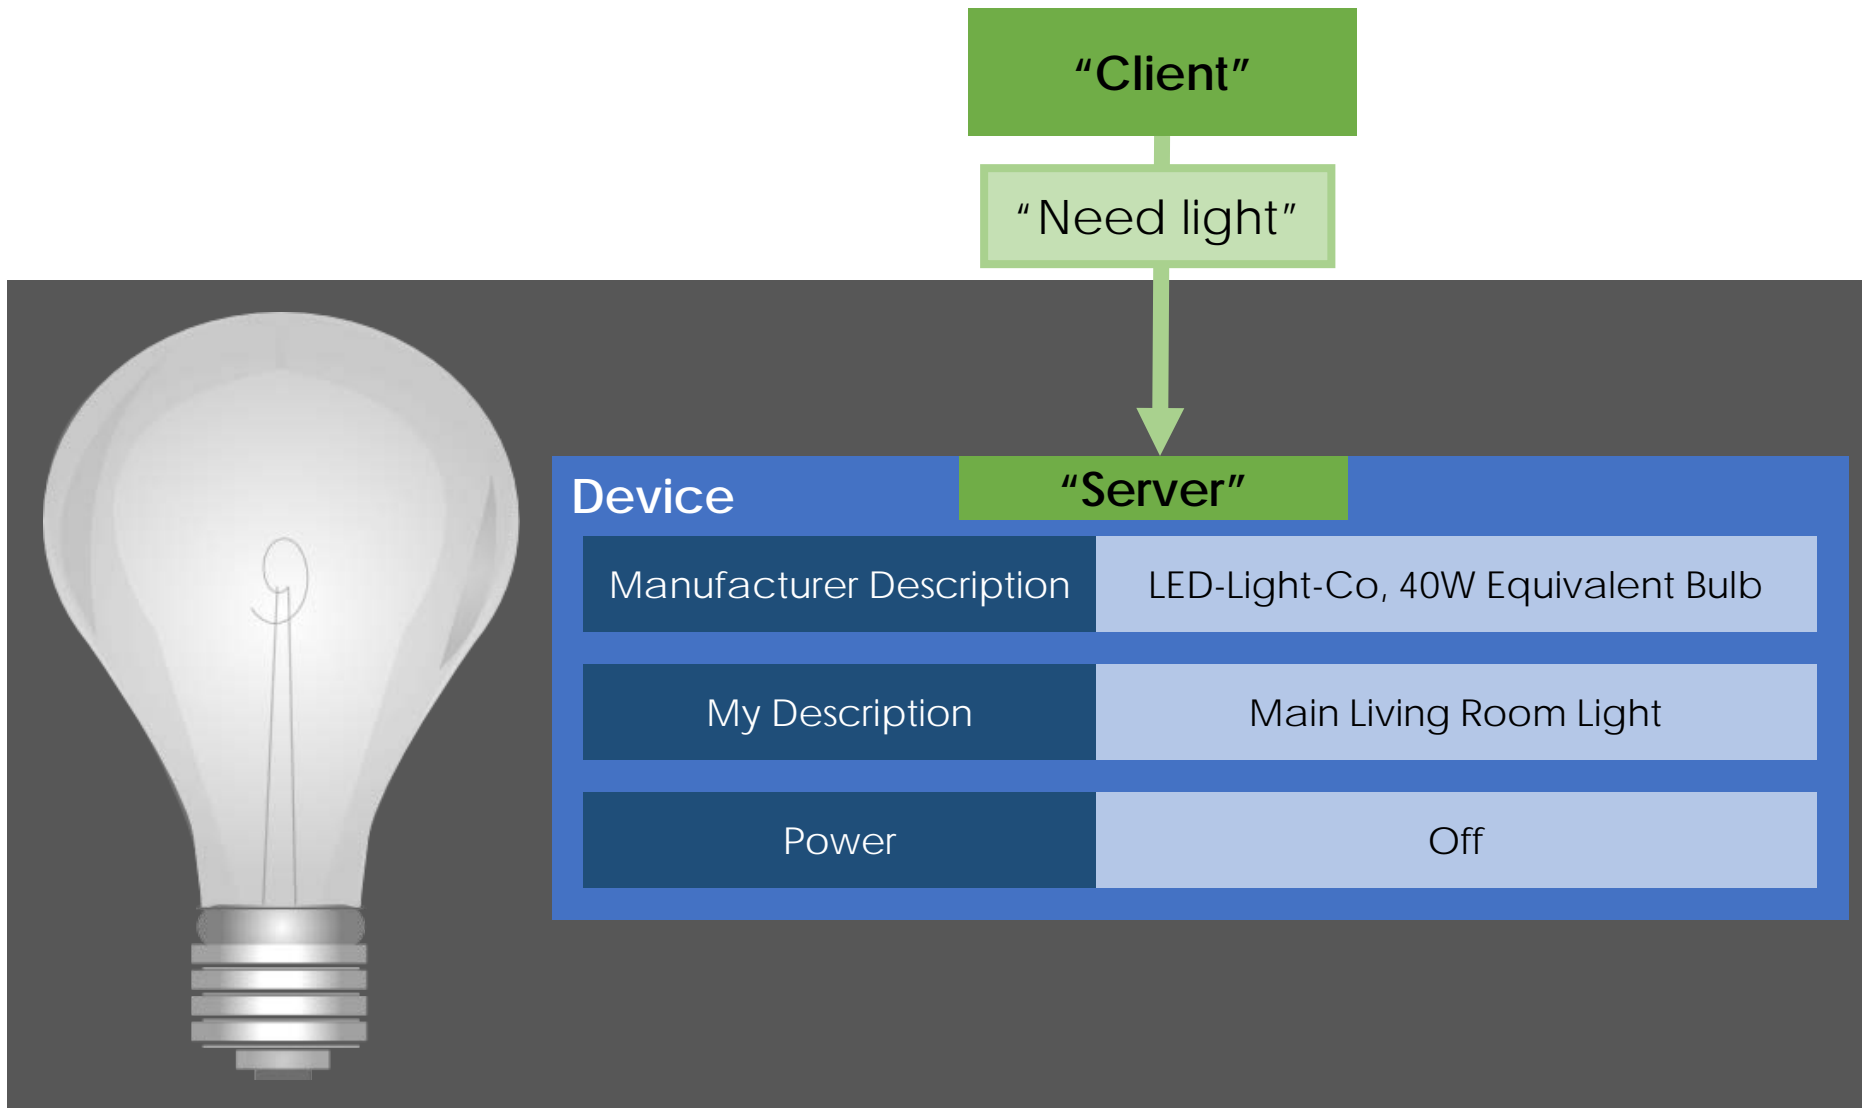 “Client”
“Need light”
Device
“Server”
Manufacturer Description
LED-Light-Co, 40W Equivalent Bulb
My Description
Main Living Room Light
Power
Off